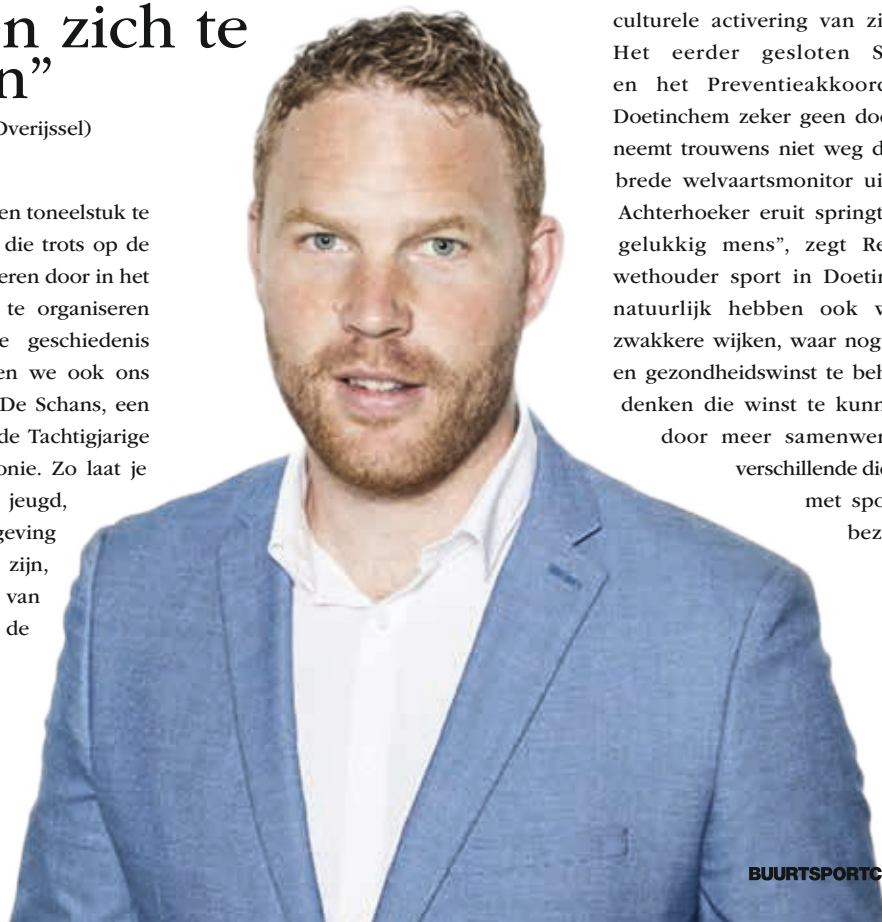 n zich te
n”
Overijssel)
en toneelstuk te
die trots op de
eren door in het
te organiseren
e geschiedenis
en we ook ons
De Schans, een
de Tachtigjarige
onie. Zo laat je
jeugd,
geving
zijn,
van
de
culturele activering van zi
Het eerder gesloten S
en het Preventieakkoord
Doetinchem zeker geen doo
neemt trouwens niet weg d
brede welvaartsmonitor ui
Achterhoeker eruit springt
gelukkig mens”, zegt Re
wethouder sport in Doetin
natuurlijk hebben ook w
zwakkere wijken, waar nog
en gezondheidswinst te beh
denken die winst te kunn
door meer samenwer
verschillende die
met spo
bez
BUURTSPORTC